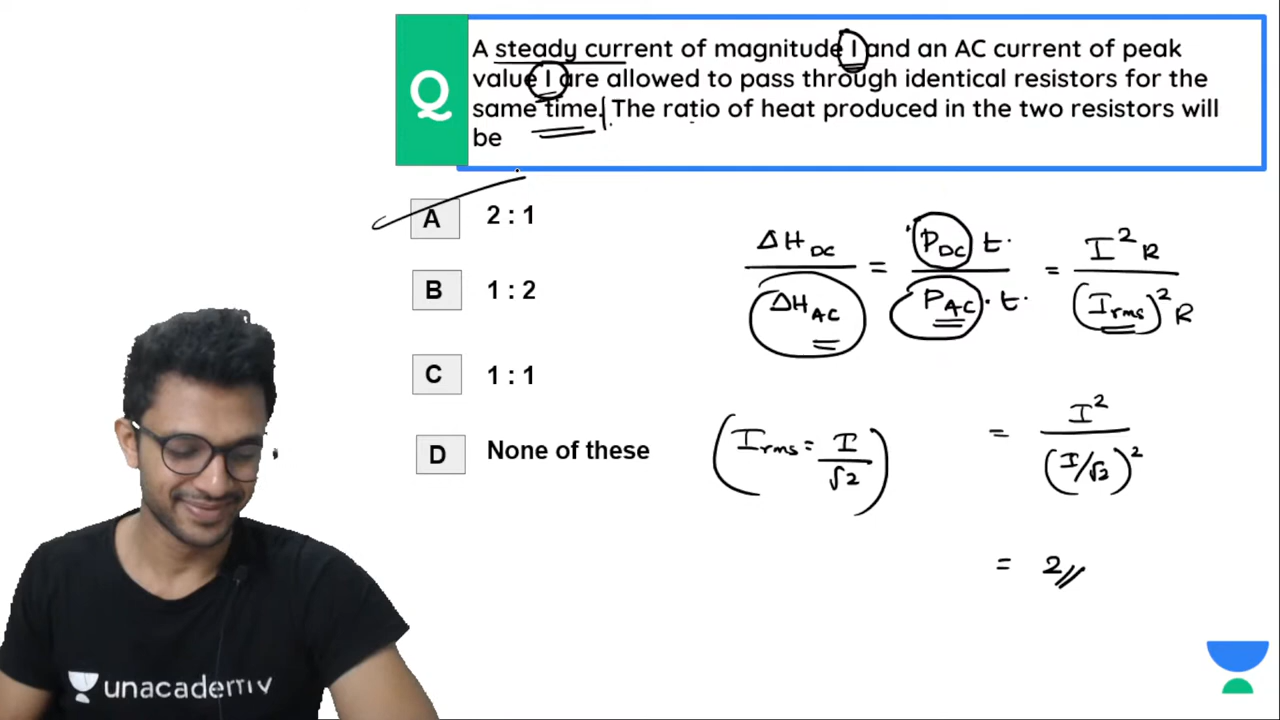 Q
A steady current of magnitude I and an AC current of peak
value I are allowed to pass through identical resistors for the
same time. The ratio of heat produced in the two resistors will
be
A 2 : 1
B 1 : 2
C 1 : 1
D None of these
ΔH_DC / ΔH_AC = P_DC t. / P_AC . t. = I² R / (I_rms)² R
(I_rms = I / √2)
= I² / (I/√2)²
= 2
unacademy